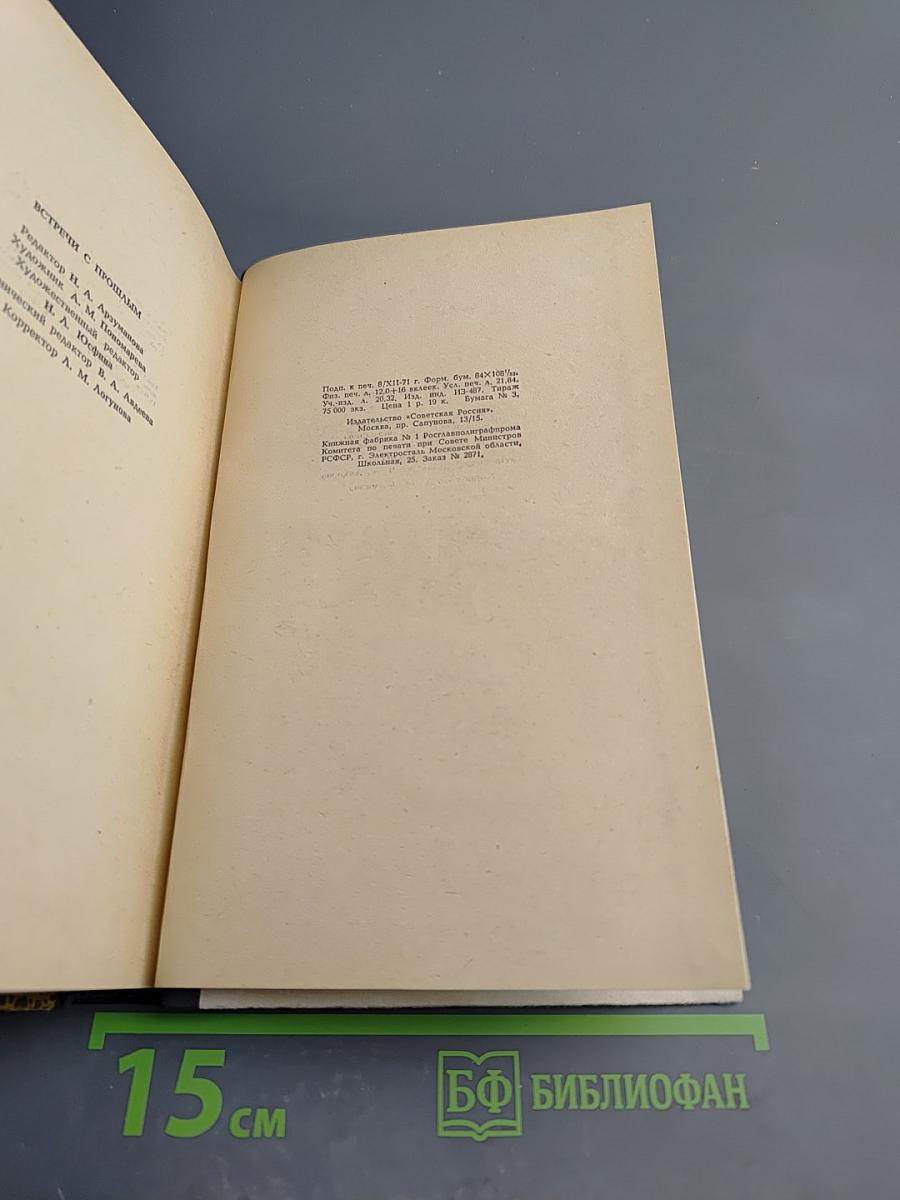 ВСТРЕЧИ С ПРОШЛЫМ
Редактор Н. А. Арзуманова
Художник А. М. Пономарева
Художественный редактор
Н. А. Юсфина
нический редактор В. А. Авдеева
Корректор Л. М. Логунова
Подп. к печ. 8/XII-71 г. Форм. бум. 84×108¹/₃₂.
Физ. печ. л. 12,0+16 вклеек. Усл. печ. л. 21,84.
Уч.-изд. л. 20,32. Изд. инд. ИЗ-487. Тираж
75 000 экз. Цена 1 р. 19 к. Бумага № 3.
Издательство «Советская Россия».
Москва, пр. Сапунова, 13/15.
Книжная фабрика № 1 Росглавполиграфпрома
Комитета по печати при Совете Министров
РСФСР, г. Электросталь Московской области,
Школьная, 25. Заказ № 2871.
15 см
БФ БИБЛИОФАН